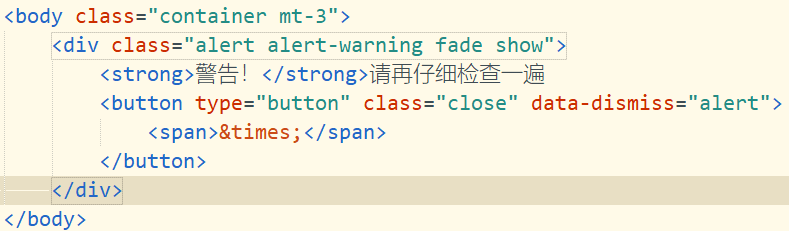 <body class="container mt-3">
<div class="alert alert-warning fade show">
<strong>警告！</strong>请再仔细检查一遍
<button type="button" class="close" data-dismiss="alert">
<span>&times;</span>
</button>
</div>
</body>